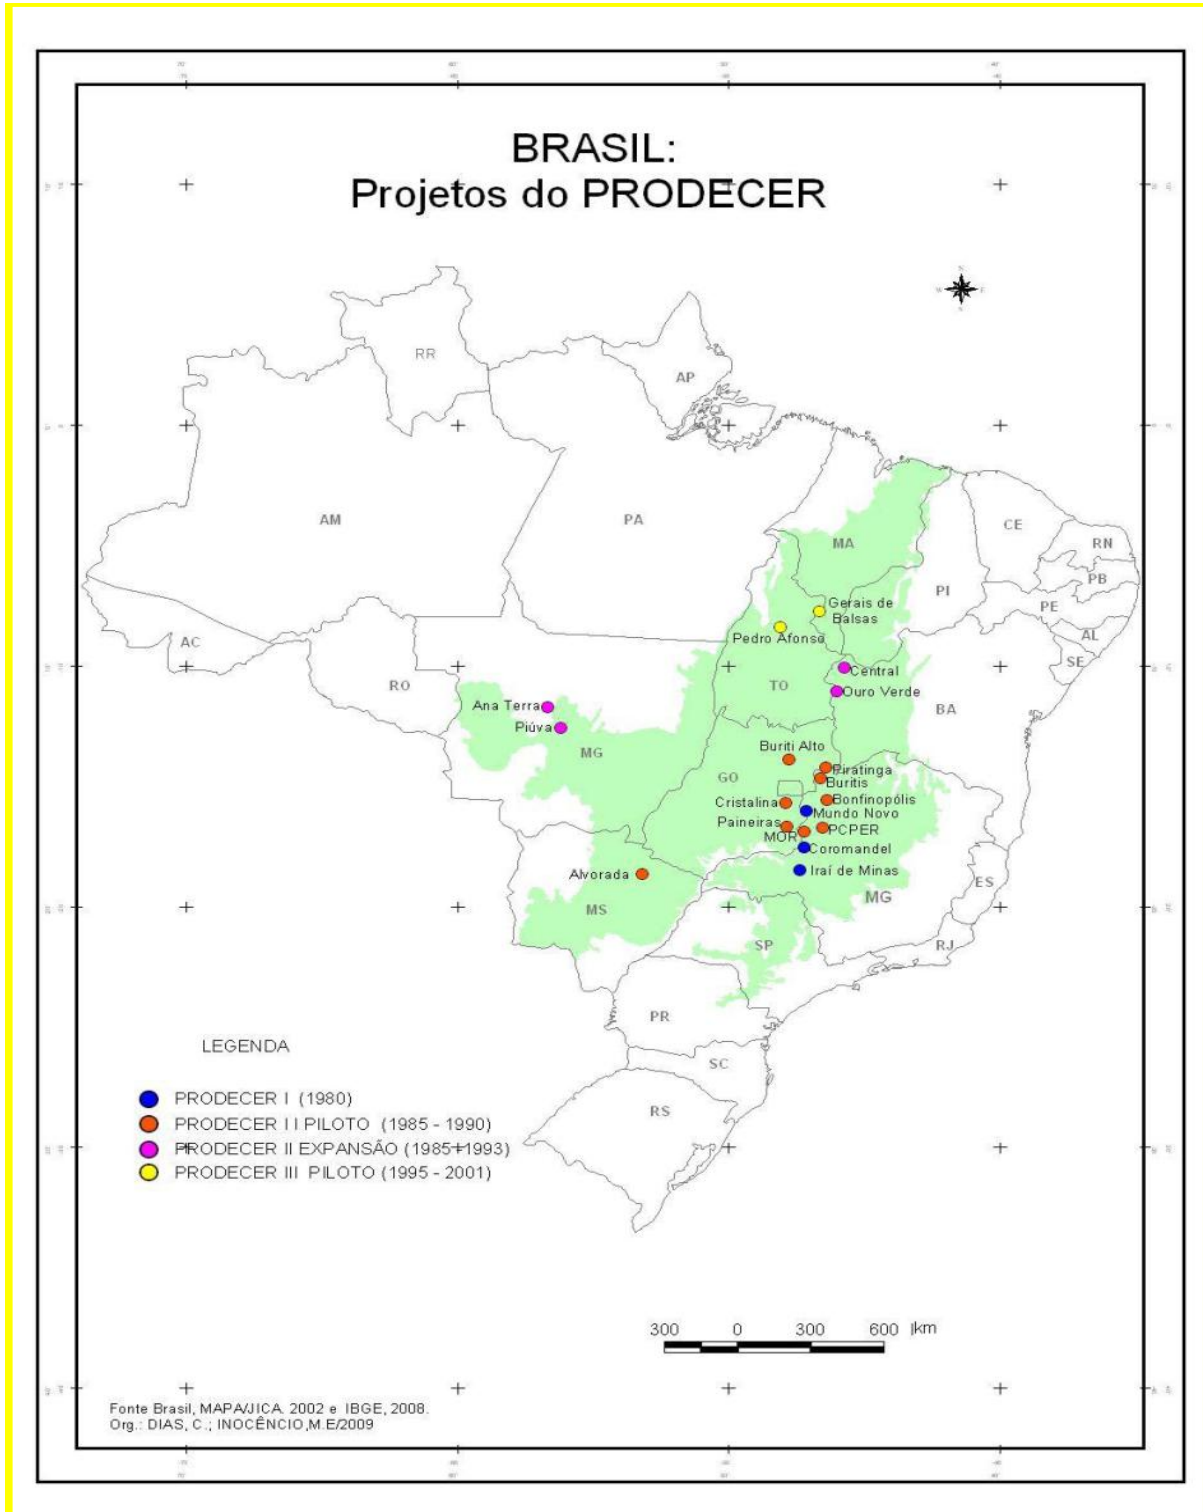 BRASIL:
Projetos do PRODECER
N
W E
S
RR
AP
AM
PA
MA
CE
RN
PB
PI
PE
AL
SE
AC
RO
TO
BA
Gerais de
Balsas
Pedro Afonso
Central
Ouro Verde
Ana Terra
Piúva
MG
GO
Buriti Alto
Piratinga
Buritis
Bonfinopólis
Cristalina
Mundo Novo
Paineiras
MOR
PCPER
Coromandel
Iraí de Minas
Alvorada
MS
MG
ES
SP
RJ
PR
SC
RS
LEGENDA
PRODECER I (1980)
PRODECER I I PILOTO (1985 - 1990)
PRODECER II EXPANSÃO (1985 -1993)
PRODECER III PILOTO (1995 - 2001)
300 0 300 600 km
Fonte Brasil, MAPA/JICA. 2002 e IBGE, 2008.
Org.: DIAS, C.; INOCÊNCIO,M.E/2009